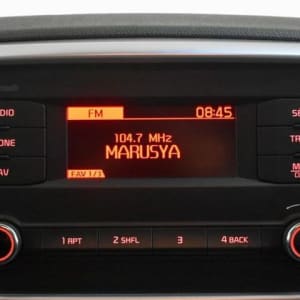 FM 08:45
104.7 MHz
MARUSYA
FAV 1/1
1 RPT 2 SHFL 3 4 BACK